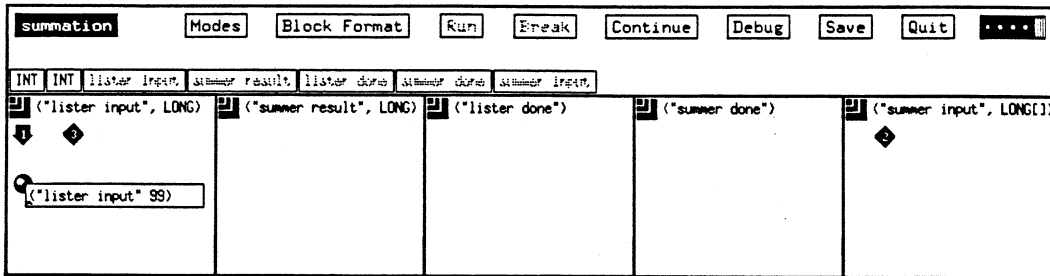 summation Modes Block Format Run Break Continue Debug Save Quit
INT INT lister input summer result lister done summer done summer input
("lister input", LONG) ("summer result", LONG) ("lister done") ("summer done") ("summer input", LONG[])
1 3 2
("lister input" 99)